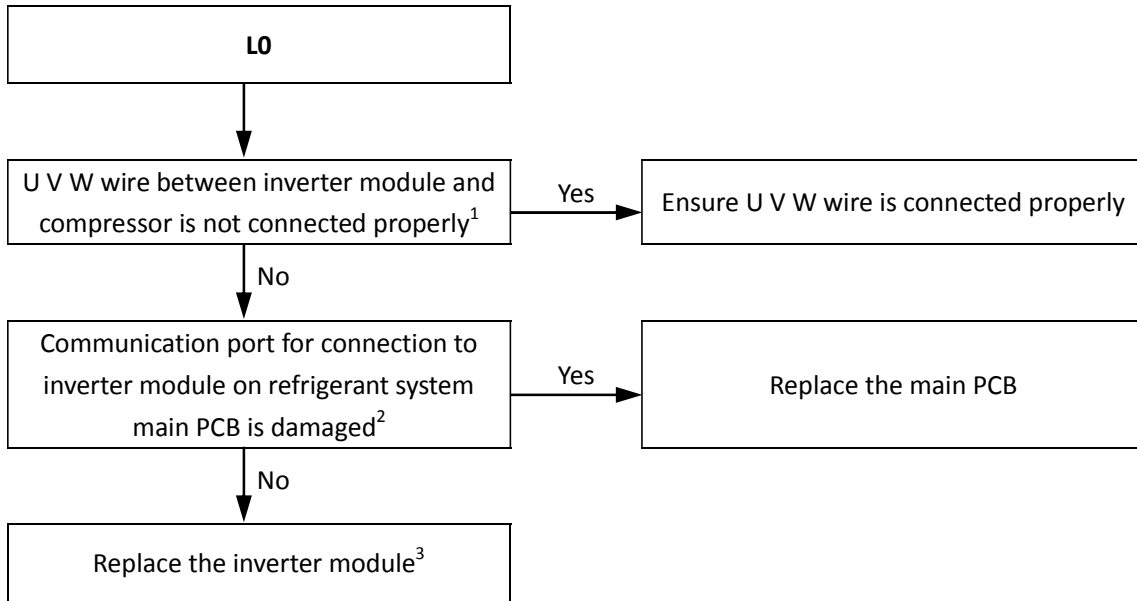 L0
U V W wire between inverter module and
compressor is not connected properly1
Yes
Ensure U V W wire is connected properly
No
Communication port for connection to
inverter module on refrigerant system
main PCB is damaged2
Yes
Replace the main PCB
No
Replace the inverter module3